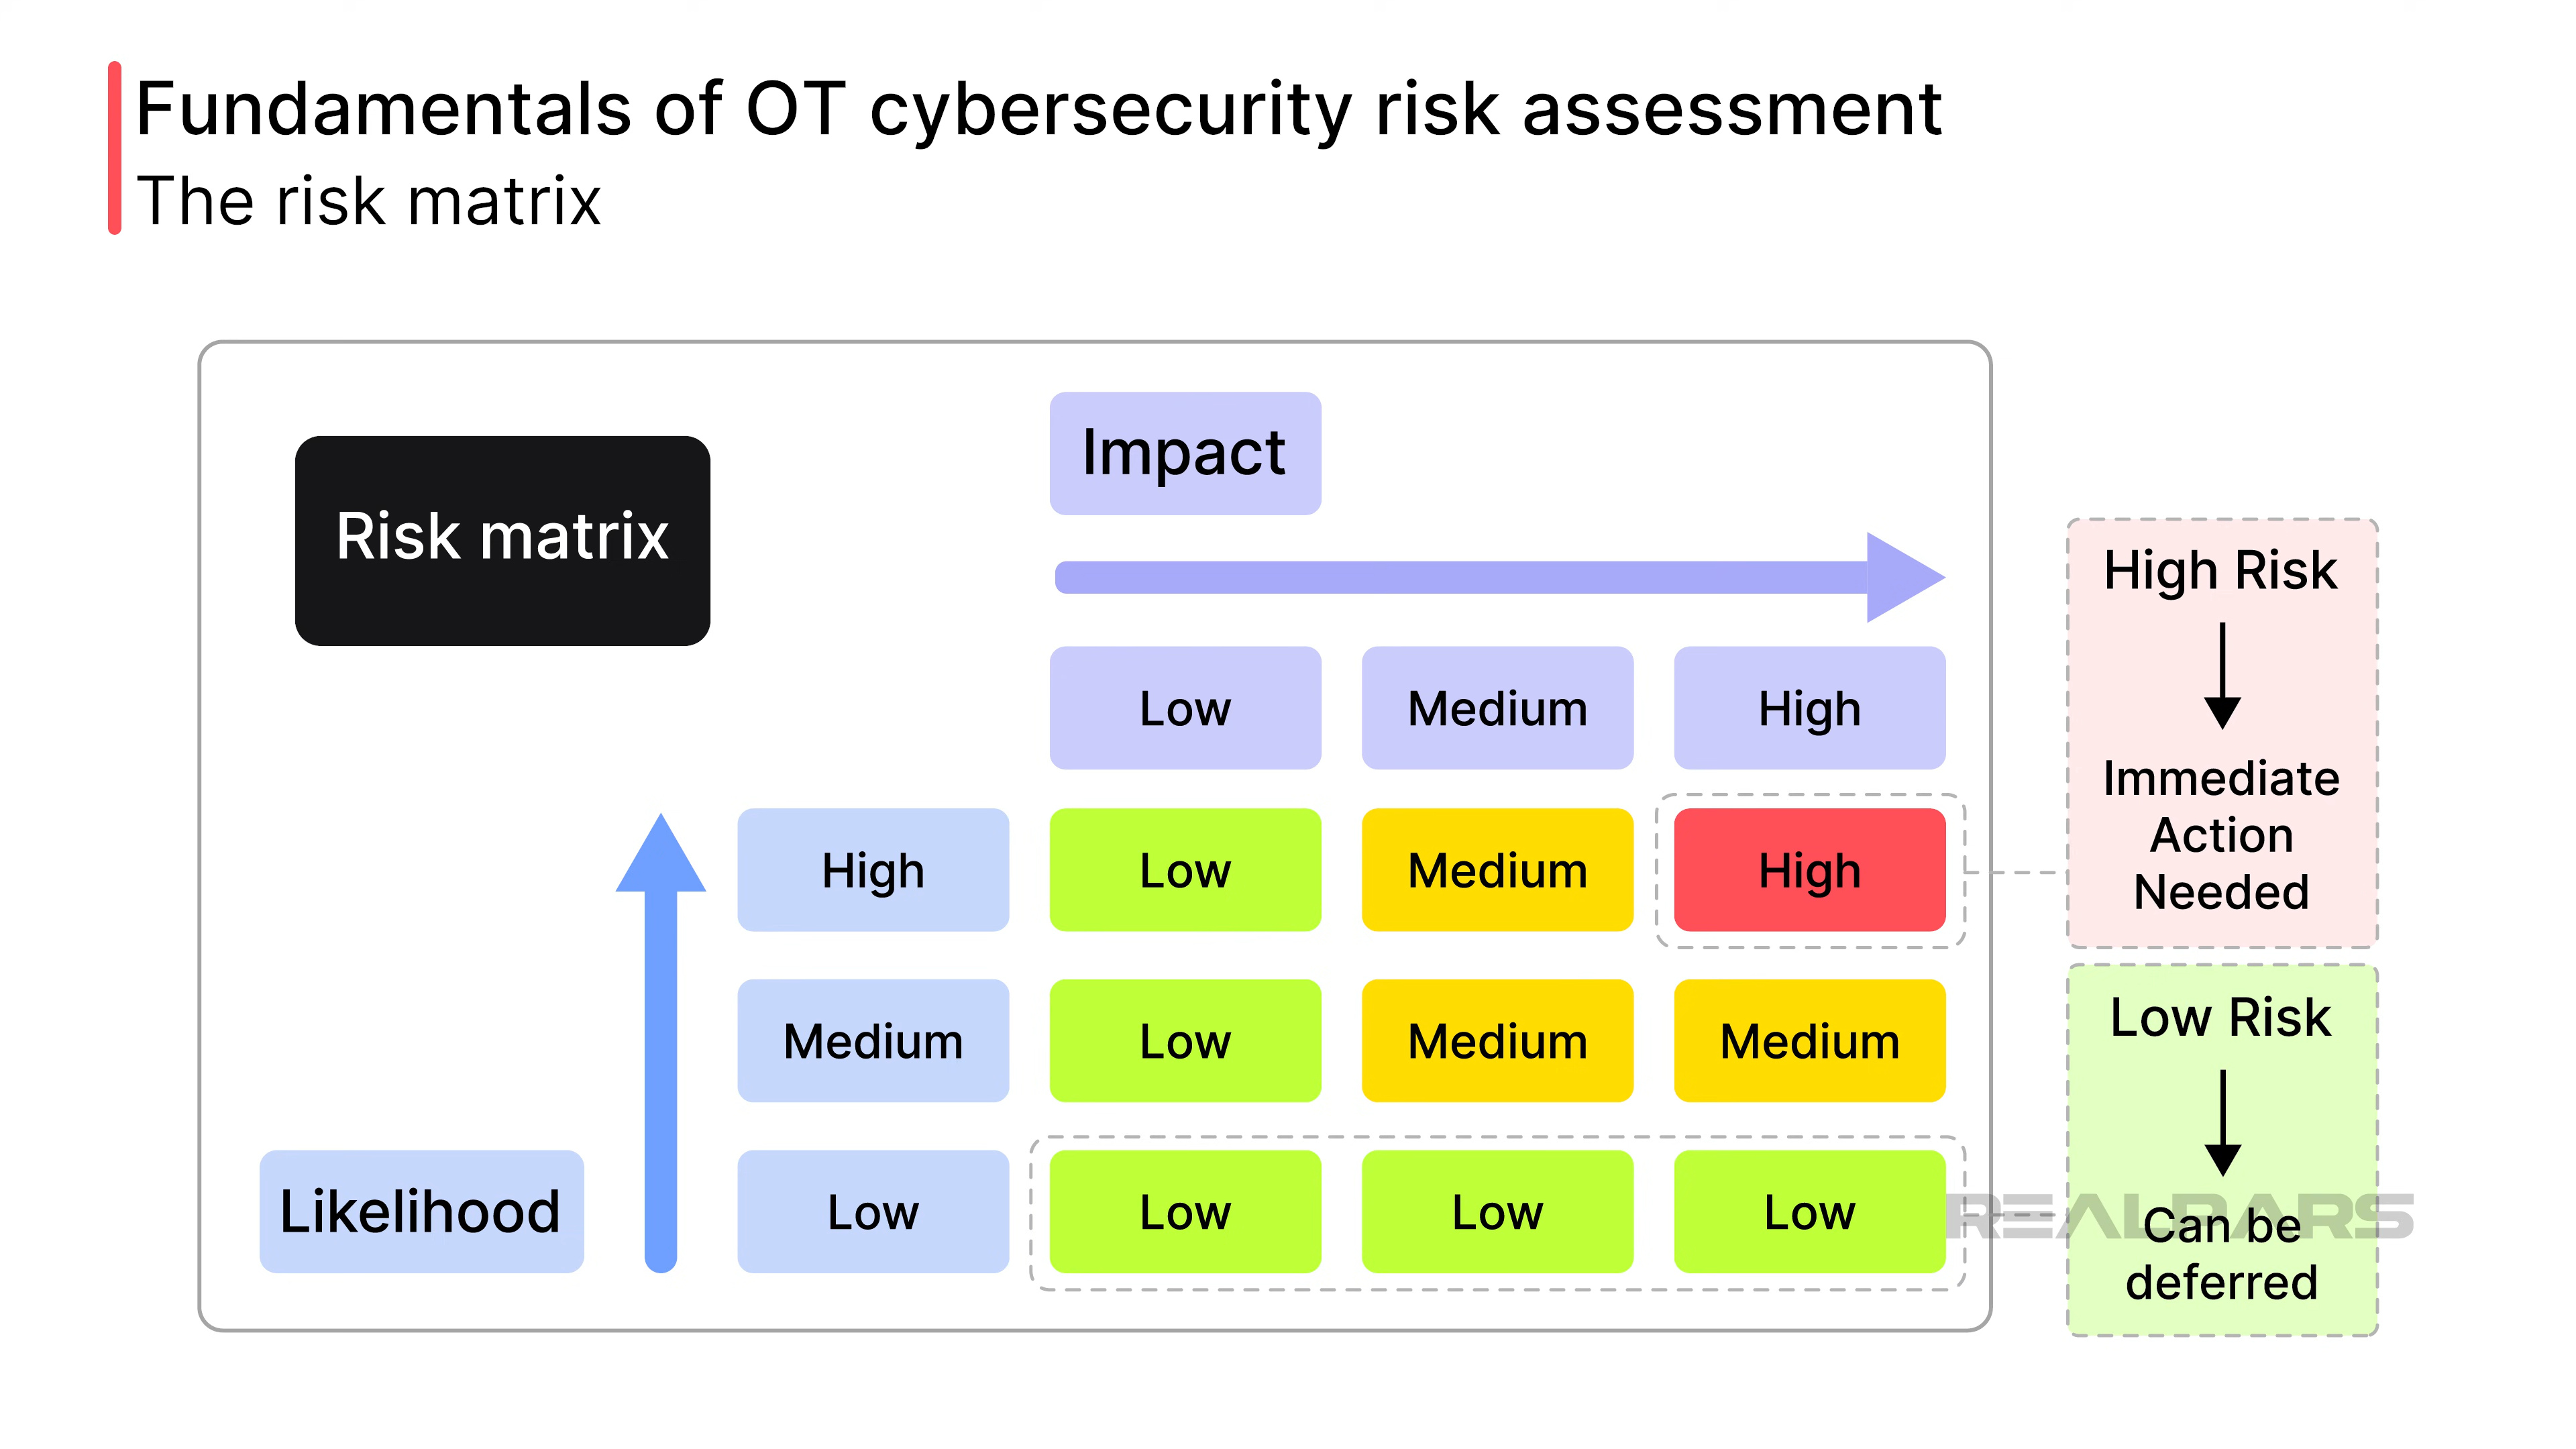 Fundamentals of OT cybersecurity risk assessment
The risk matrix
Risk matrix
Impact
Low Medium High
High Low Medium High
Medium Low Medium Medium
Likelihood Low Low Low Low
High Risk
Immediate
Action
Needed
Low Risk
Can be
deferred
REALPARS